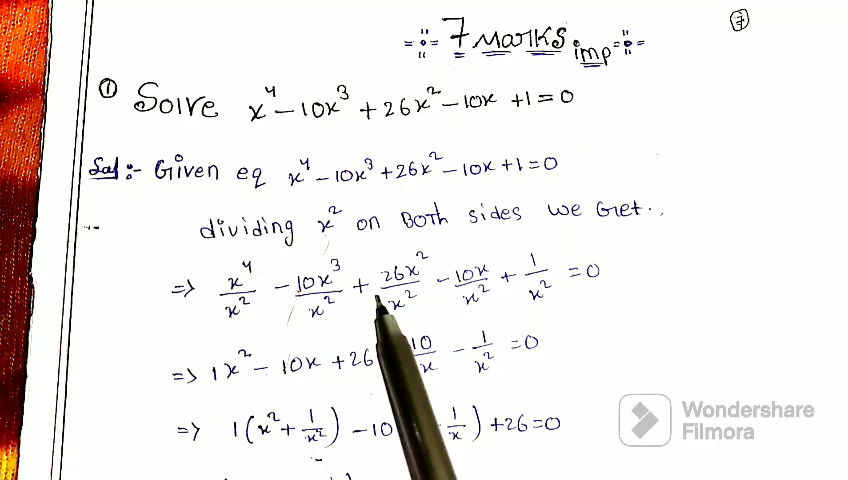 7 Marks imp
7
① Solve x⁴ - 10x³ + 26x² - 10x + 1 = 0
Sol :- Given eq x⁴ - 10x³ + 26x² - 10x + 1 = 0
dividing x² on Both sides we Get.
=> x⁴/x² - 10x³/x² + 26x²/x² - 10x/x² + 1/x² = 0
=> 1x² - 10x + 26 10/x - 1/x² = 0
=> 1(x² + 1/x²) - 10 1/x) + 26 = 0
Wondershare
Filmora